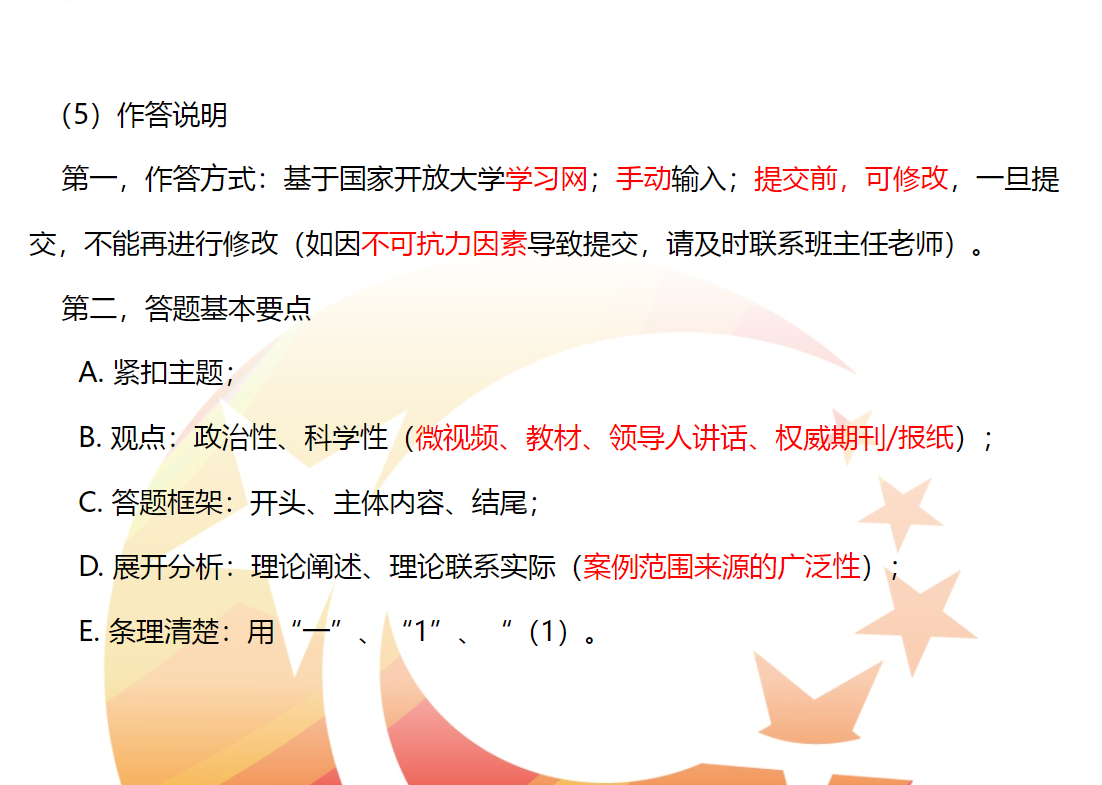 （5）作答说明
第一，作答方式：基于国家开放大学学习网；手动输入；提交前，可修改，一旦提
交，不能再进行修改（如因不可抗力因素导致提交，请及时联系班主任老师）。
第二，答题基本要点
A. 紧扣主题；
B. 观点：政治性、科学性（微视频、教材、领导人讲话、权威期刊/报纸）；
C. 答题框架：开头、主体内容、结尾；
D. 展开分析：理论阐述、理论联系实际（案例范围来源的广泛性）；
E. 条理清楚：用“一”、“1”、“（1）。